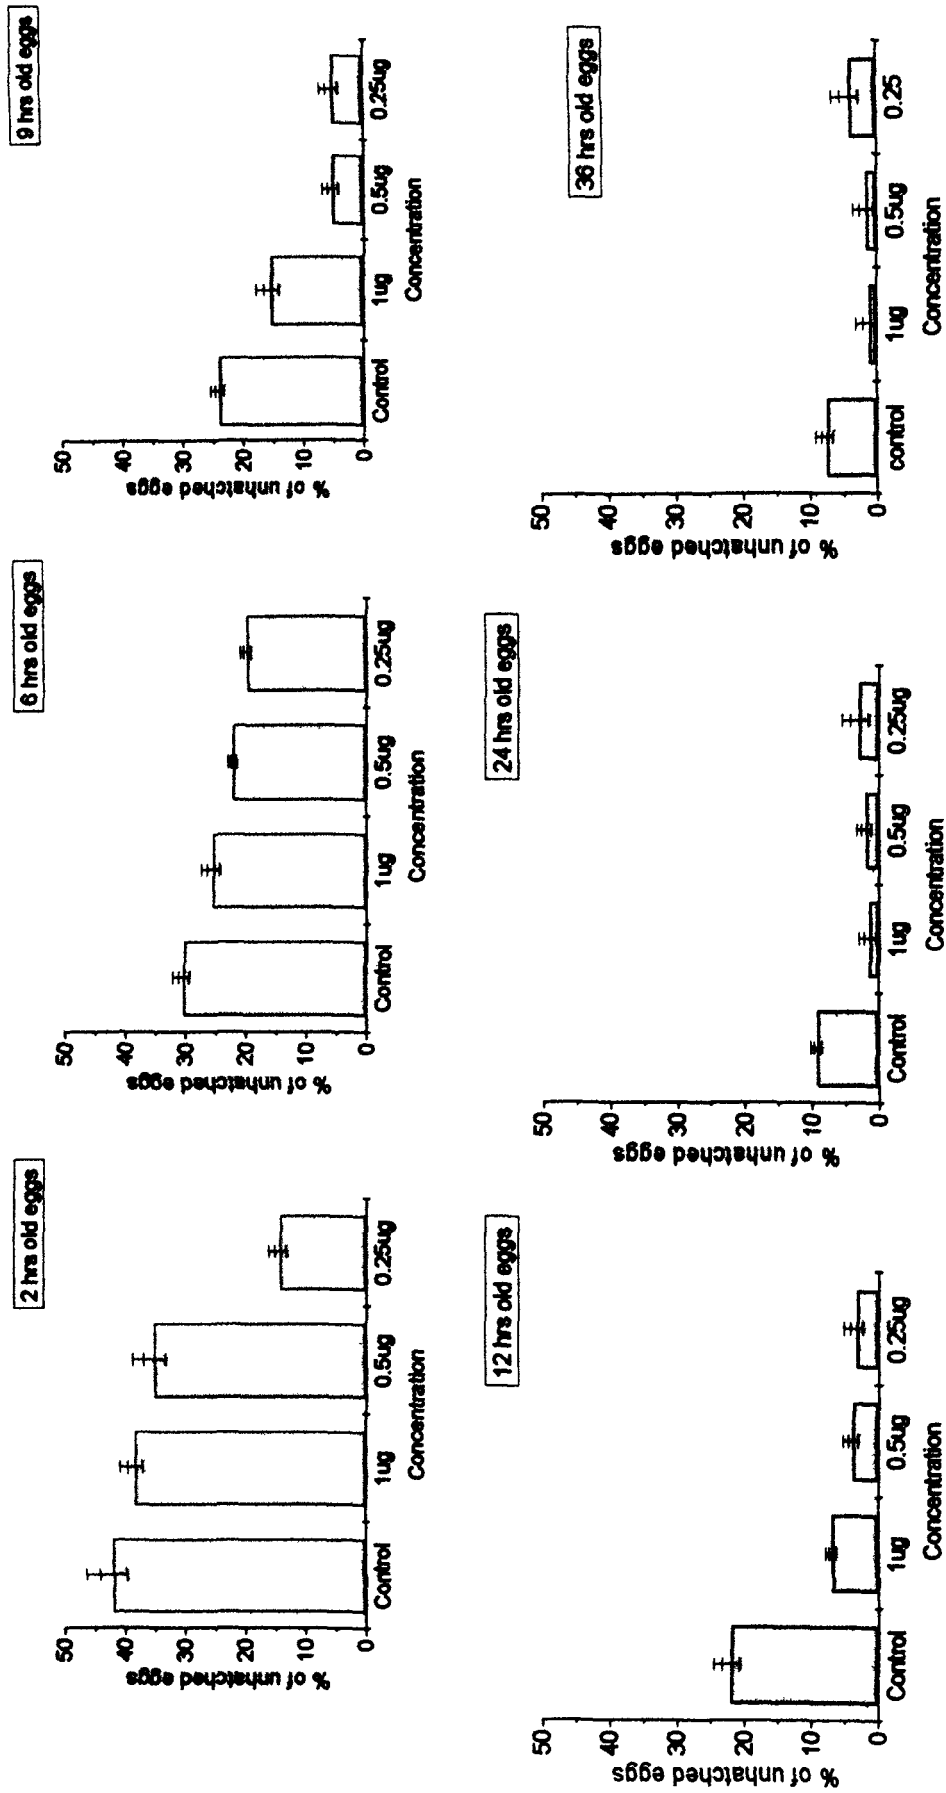 2 hrs old eggs
% of unhatched eggs
50
40
30
20
10
0
Control 1ug 0.5ug 0.25ug
Concentration
6 hrs old eggs
% of unhatched eggs
50
40
30
20
10
0
Control 1ug 0.5ug 0.25ug
Concentration
9 hrs old eggs
% of unhatched eggs
50
40
30
20
10
0
Control 1ug 0.5ug 0.25ug
Concentration
12 hrs old eggs
% of unhatched eggs
50
40
30
20
10
0
Control 1ug 0.5ug 0.25ug
Concentration
24 hrs old eggs
% of unhatched eggs
50
40
30
20
10
0
Control 1ug 0.5ug 0.25ug
Concentration
36 hrs old eggs
% of unhatched eggs
50
40
30
20
10
0
control 1ug 0.5ug 0.25
Concentration